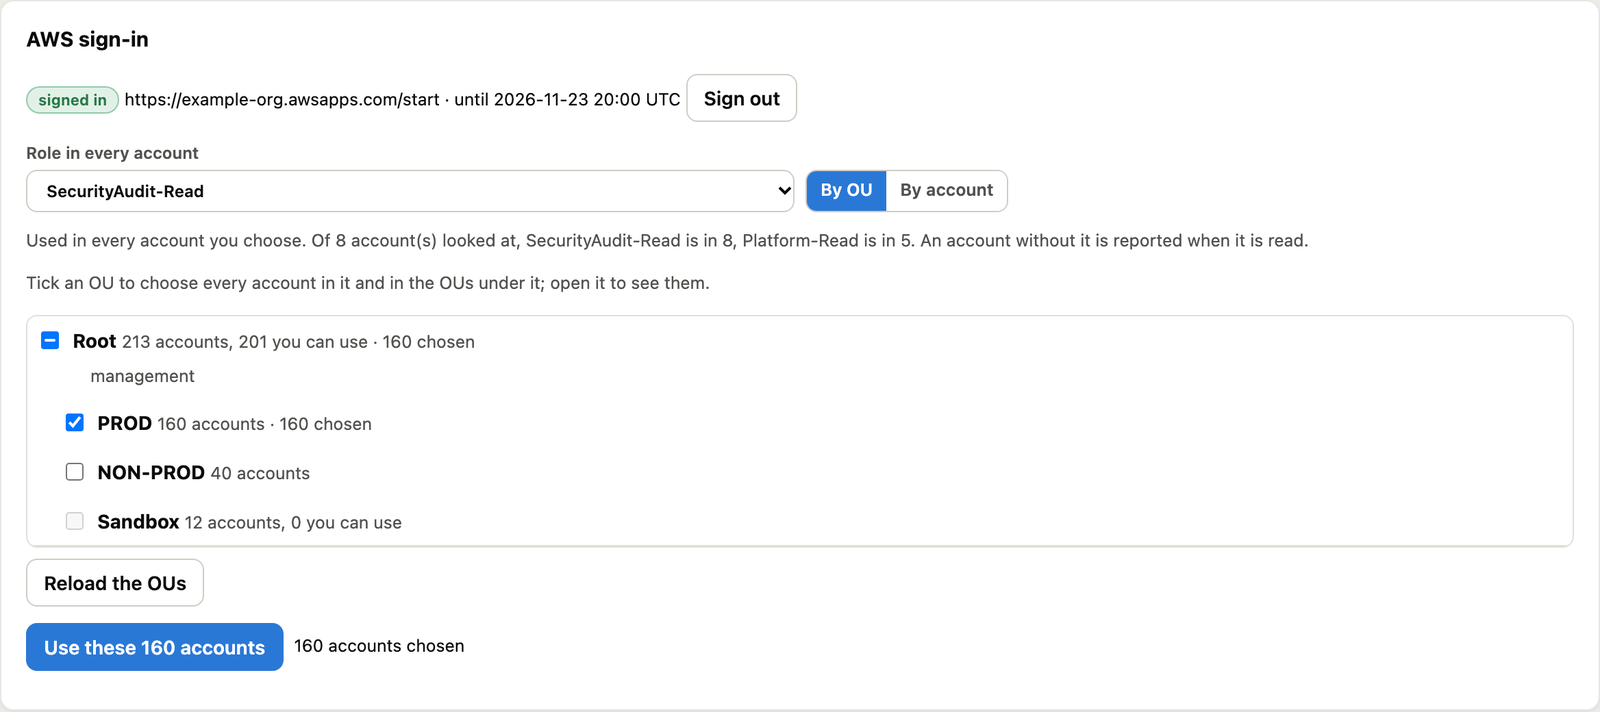 AWS sign-in
signed in https://example-org.awsapps.com/start · until 2026-11-23 20:00 UTC Sign out
Role in every account
SecurityAudit-Read By OU By account
Used in every account you choose. Of 8 account(s) looked at, SecurityAudit-Read is in 8, Platform-Read is in 5. An account without it is reported when it is read.
Tick an OU to choose every account in it and in the OUs under it; open it to see them.
Root 213 accounts, 201 you can use · 160 chosen
management
PROD 160 accounts · 160 chosen
NON-PROD 40 accounts
Sandbox 12 accounts, 0 you can use
Reload the OUs
Use these 160 accounts 160 accounts chosen